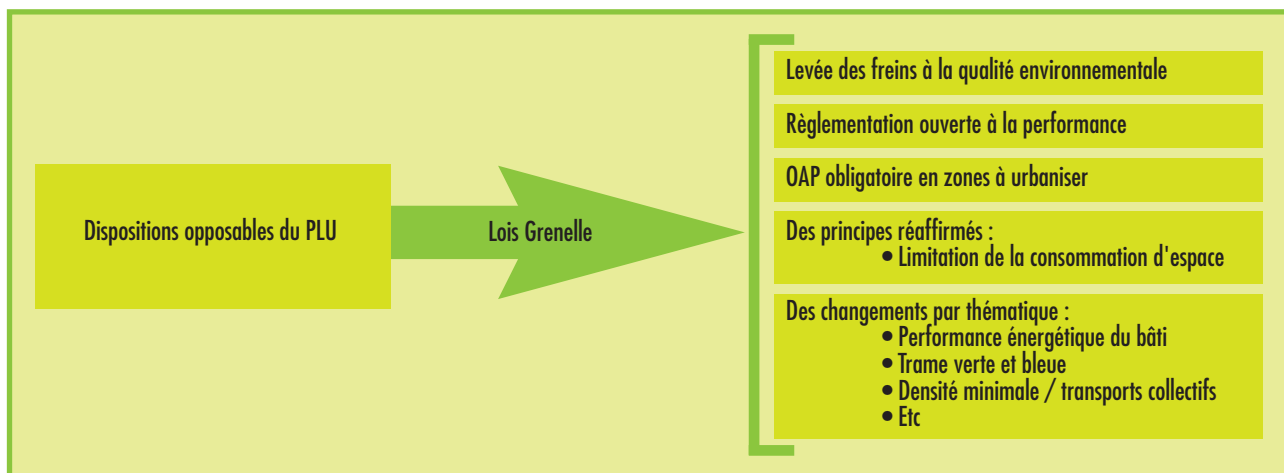 Dispositions opposables du PLU
Lois Grenelle
Levée des freins à la qualité environnementale
Règlementation ouverte à la performance
OAP obligatoire en zones à urbaniser
Des principes réaffirmés :
• Limitation de la consommation d'espace
Des changements par thématique :
• Performance énergétique du bâti
• Trame verte et bleue
• Densité minimale / transports collectifs
• Etc